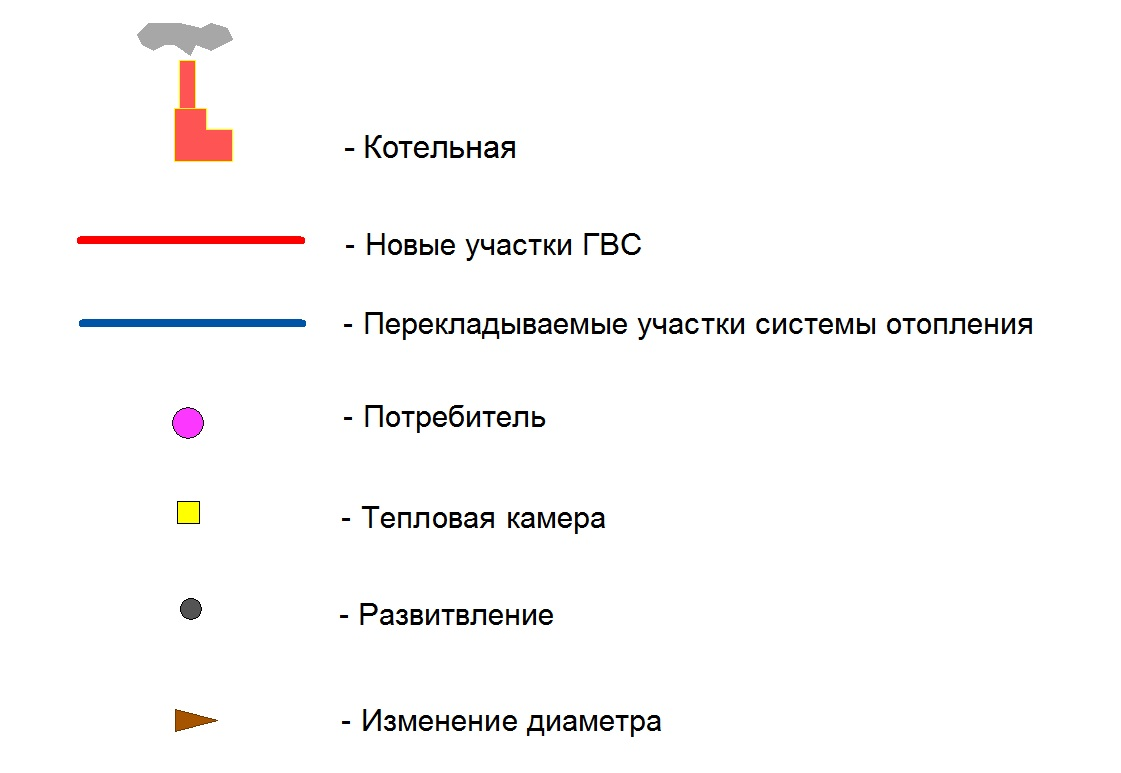 - Котельная
- Новые участки ГВС
- Перекладываемые участки системы отопления
- Потребитель
- Тепловая камера
- Развитвление
- Изменение диаметра